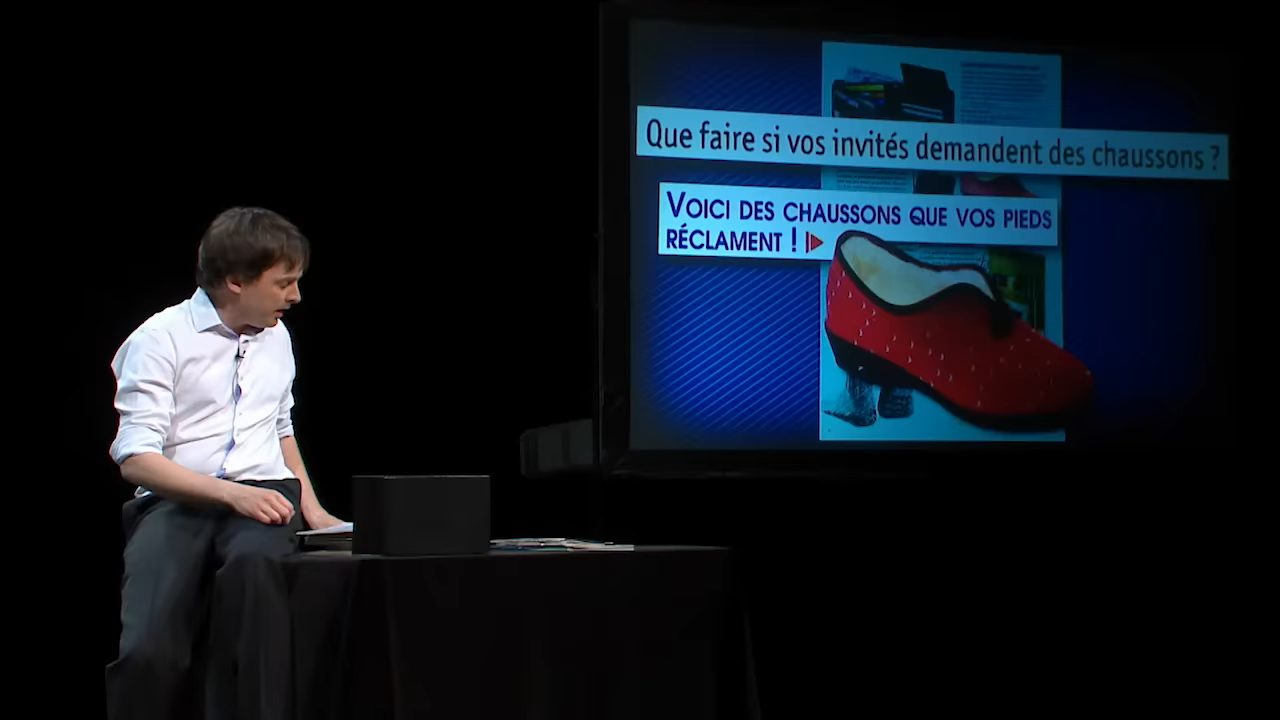 Que faire si vos invités demandent des chaussons ?
VOICI DES CHAUSSONS QUE VOS PIEDS
RÉCLAMENT !